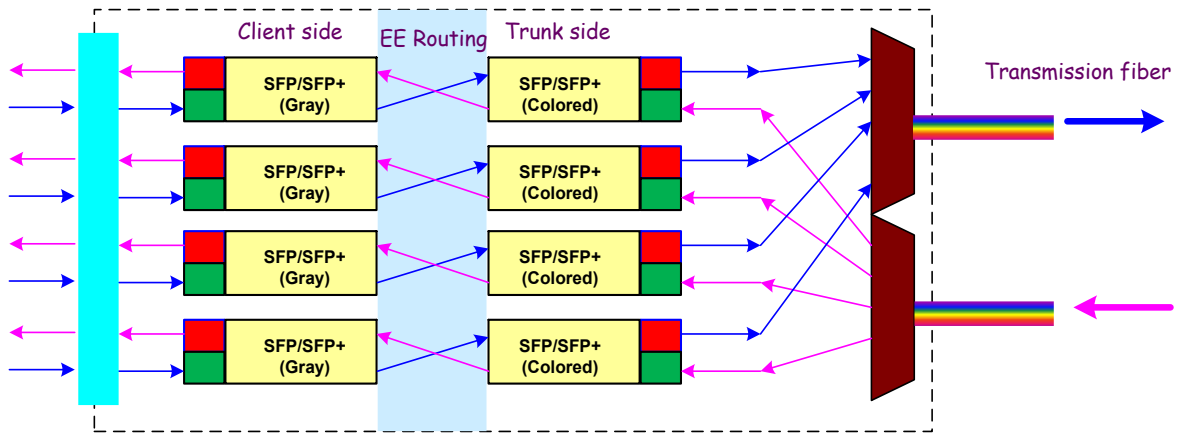 Client side
EE Routing
Trunk side
Transmission fiber
SFP/SFP+
(Gray)
SFP/SFP+
(Colored)
SFP/SFP+
(Gray)
SFP/SFP+
(Colored)
SFP/SFP+
(Gray)
SFP/SFP+
(Colored)
SFP/SFP+
(Gray)
SFP/SFP+
(Colored)